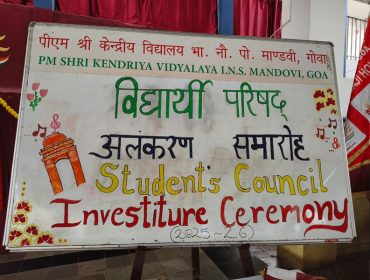 पीएम श्री केन्द्रीय विद्यालय भा. नौ. पो. माण्डवी, गोवा
PM SHRI KENDRIYA VIDYALAYA I.N.S. MANDOVI, GOA
विद्यार्थी परिषद्
अलंकरण समारोह
Student's Council
Investiture Ceremony
(2025-26)